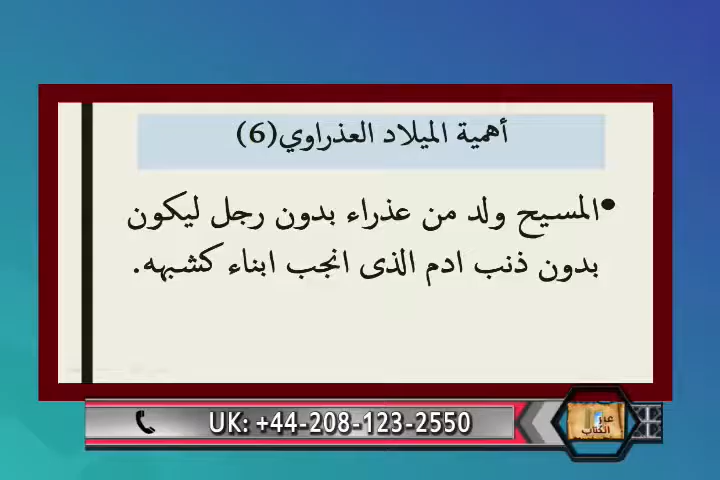 أهمية الميلاد العذراوي(6)
•المسيح ولد من عذراء بدون رجل ليكون
بدون ذنب ادم الذى انجب ابناء كشبهه.
UK: +44-208-123-2550
الكتاب